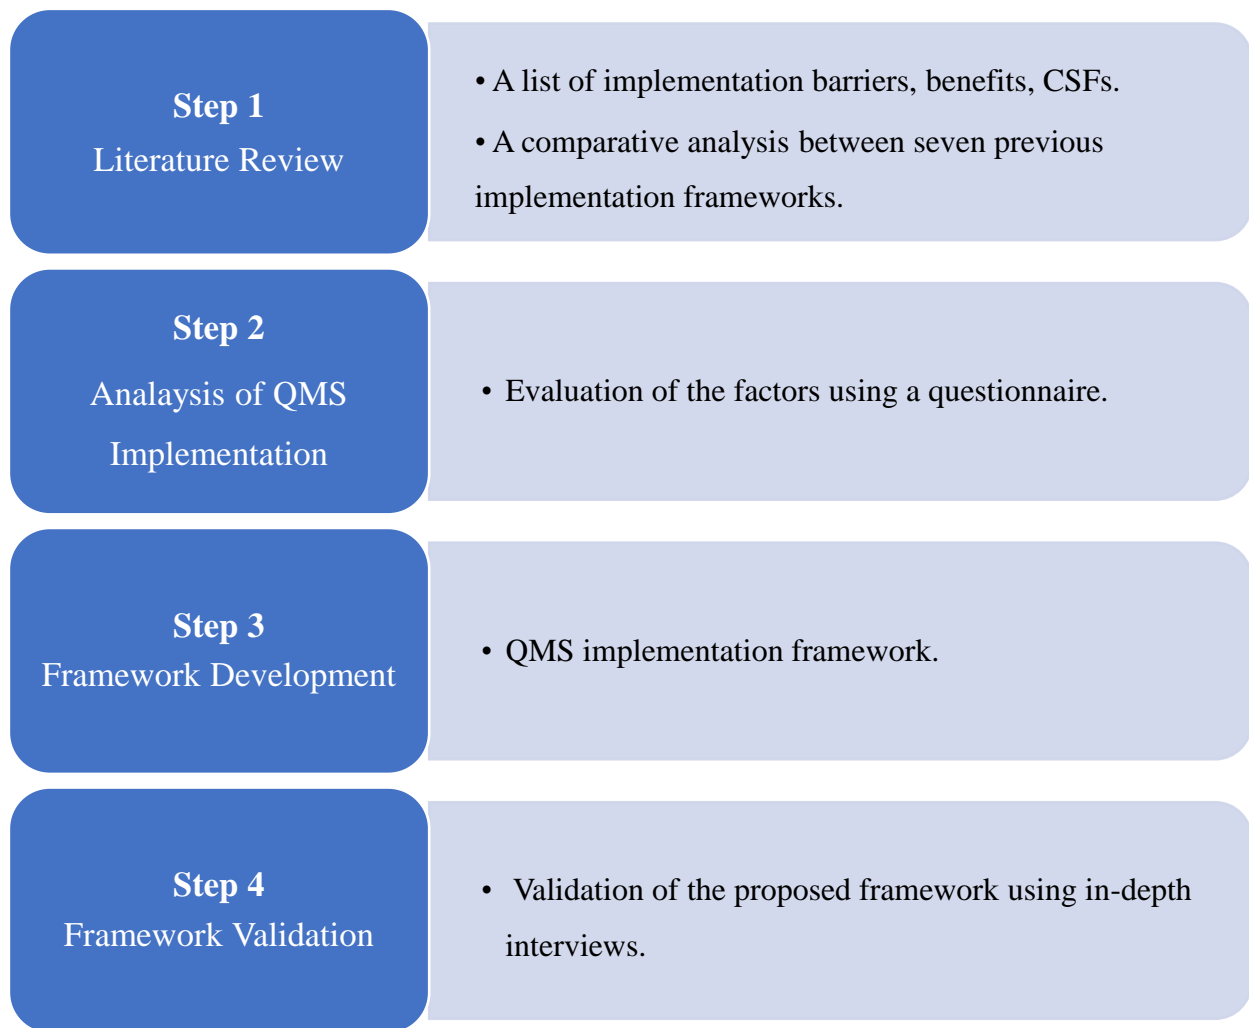 Step 1
Literature Review
• A list of implementation barriers, benefits, CSFs.
• A comparative analysis between seven previous
implementation frameworks.
Step 2
Analaysis of QMS
Implementation
• Evaluation of the factors using a questionnaire.
Step 3
Framework Development
• QMS implementation framework.
Step 4
Framework Validation
• Validation of the proposed framework using in-depth
interviews.